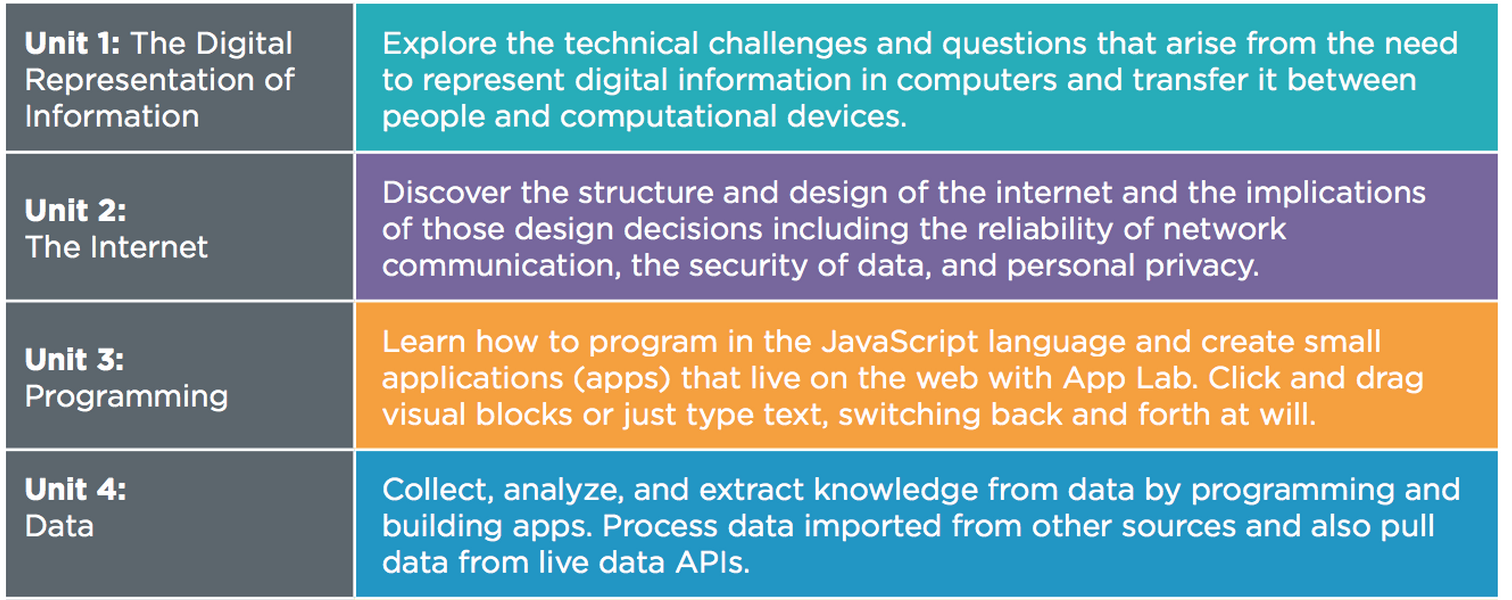 Unit 1: The Digital
Representation of
Information
Explore the technical challenges and questions that arise from the need
to represent digital information in computers and transfer it between
people and computational devices.
Unit 2:
The Internet
Discover the structure and design of the internet and the implications
of those design decisions including the reliability of network
communication, the security of data, and personal privacy.
Unit 3:
Programming
Learn how to program in the JavaScript language and create small
applications (apps) that live on the web with App Lab. Click and drag
visual blocks or just type text, switching back and forth at will.
Unit 4:
Data
Collect, analyze, and extract knowledge from data by programming and
building apps. Process data imported from other sources and also pull
data from live data APIs.